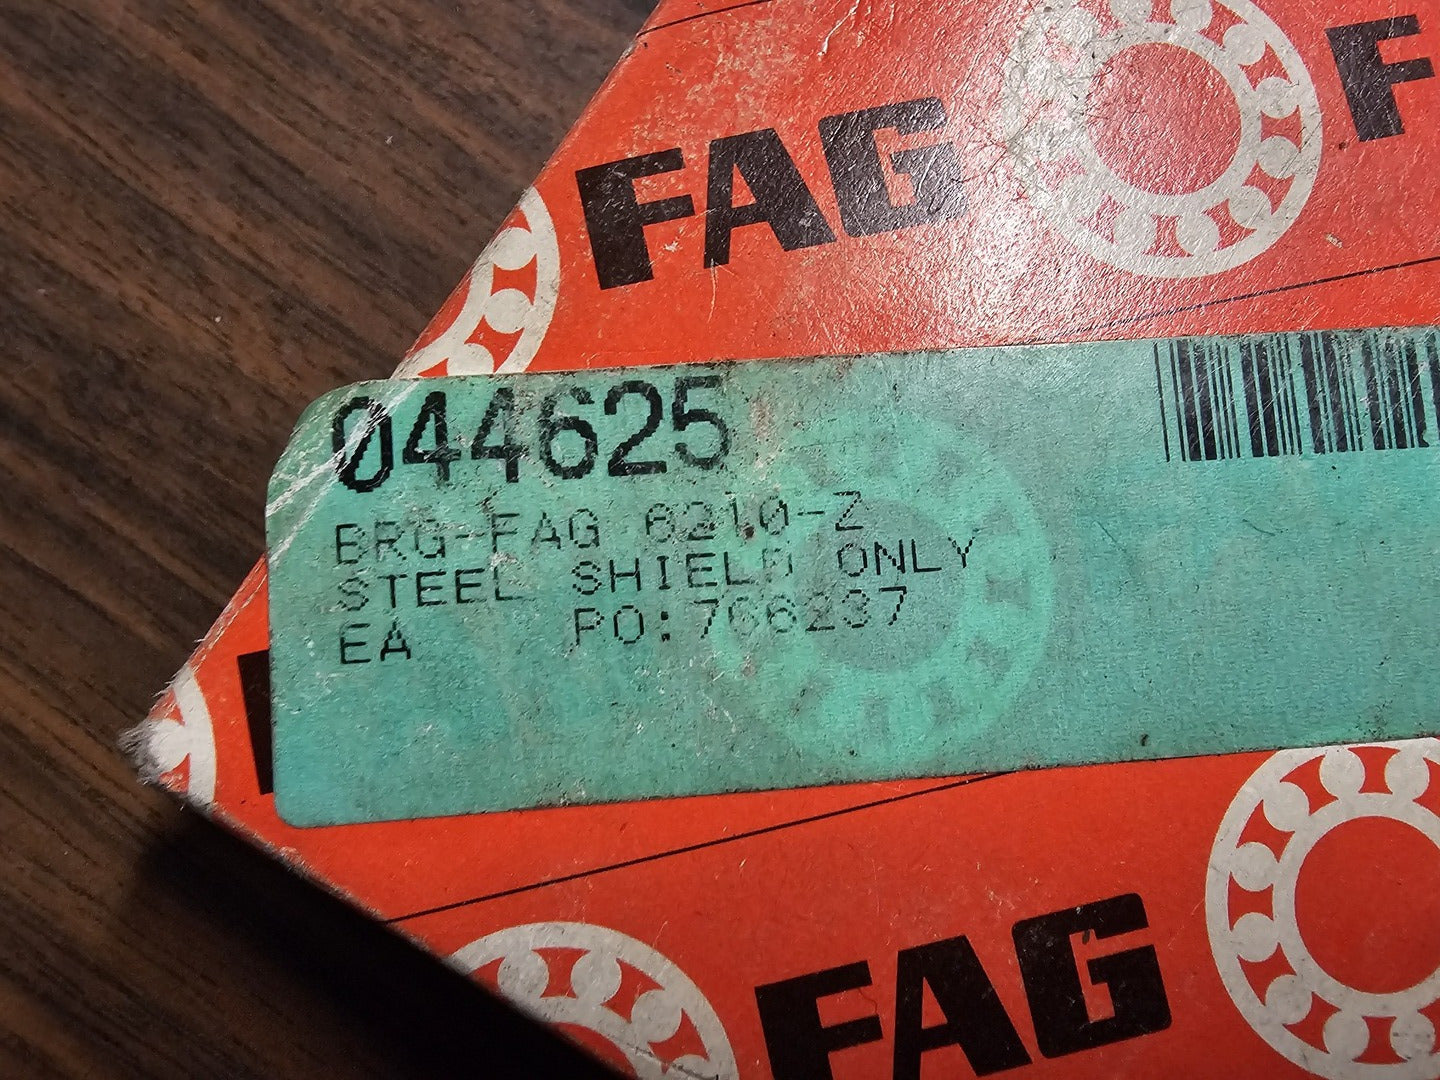 FAG
F
044625
BRG-FAG 6210-Z
STEEL SHIELD ONLY
EA PO:766237
FAG